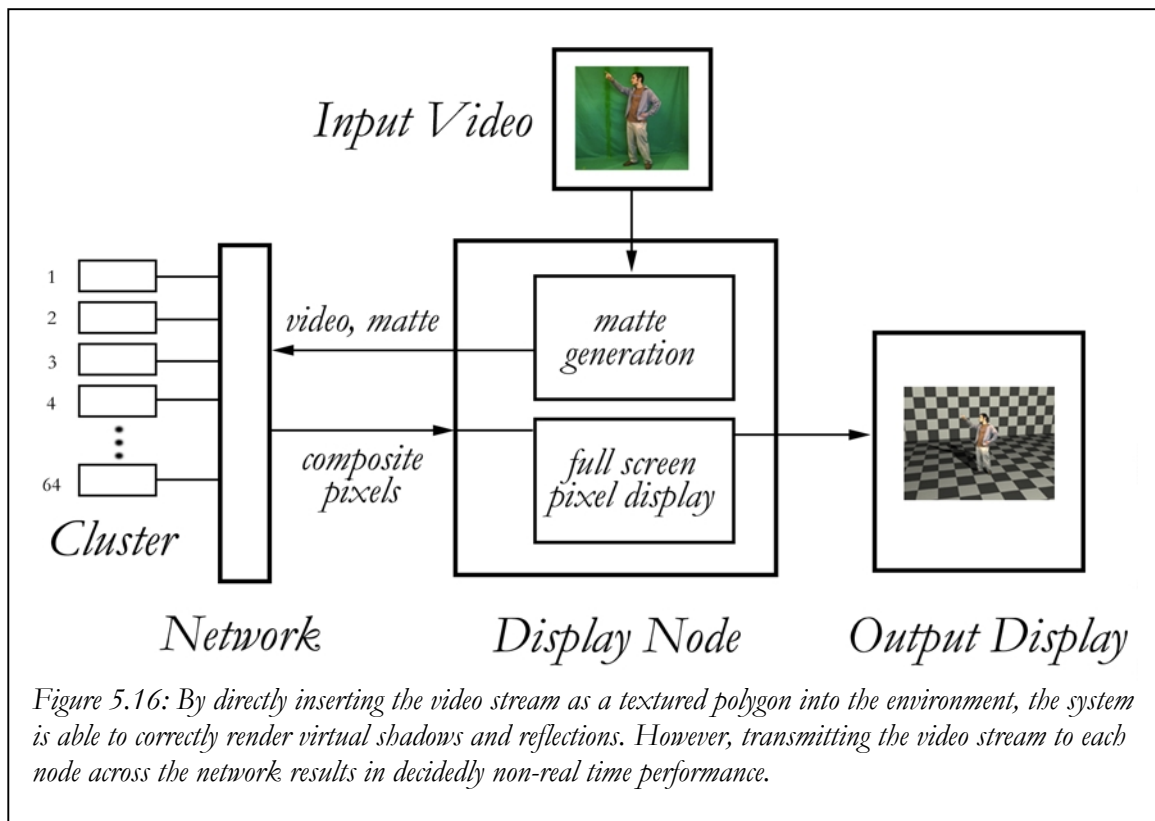 Input Video
1
2
3
4
64
Cluster
Network
video, matte
composite
pixels
matte
generation
full screen
pixel display
Display Node
Output Display
Figure 5.16: By directly inserting the video stream as a textured polygon into the environment, the system
is able to correctly render virtual shadows and reflections. However, transmitting the video stream to each
node across the network results in decidedly non-real time performance.